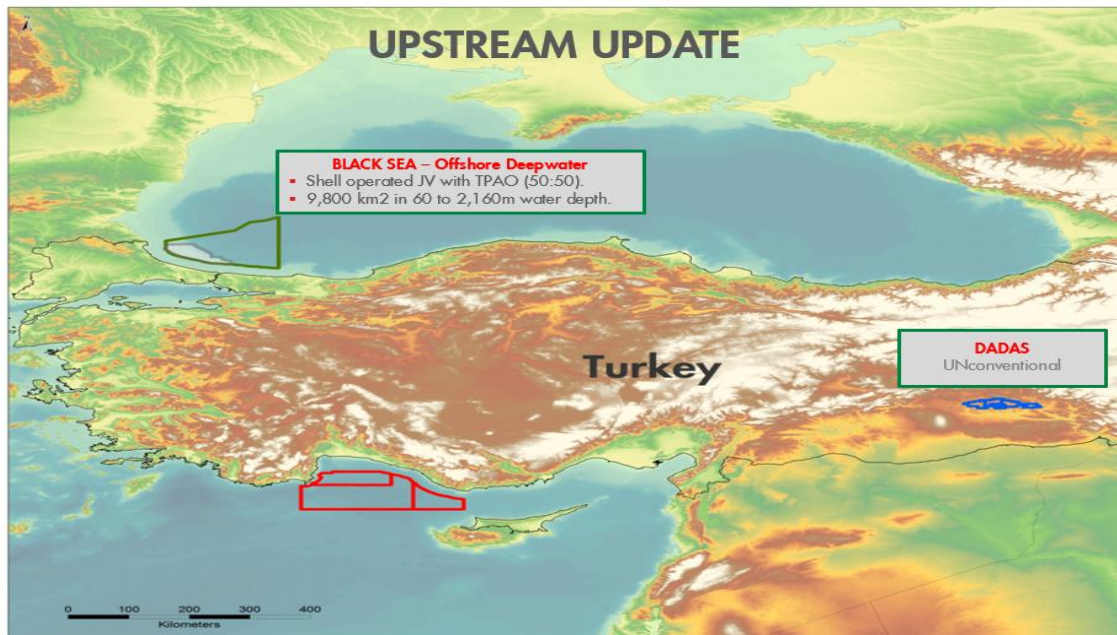 UPSTREAM UPDATE
BLACK SEA – Offshore Deepwater
▪ Shell operated JV with TPAO (50:50).
▪ 9,800 km2 in 60 to 2,160m water depth.
DADAS
UNconventional
Turkey
0 100 200 300 400
Kilometers